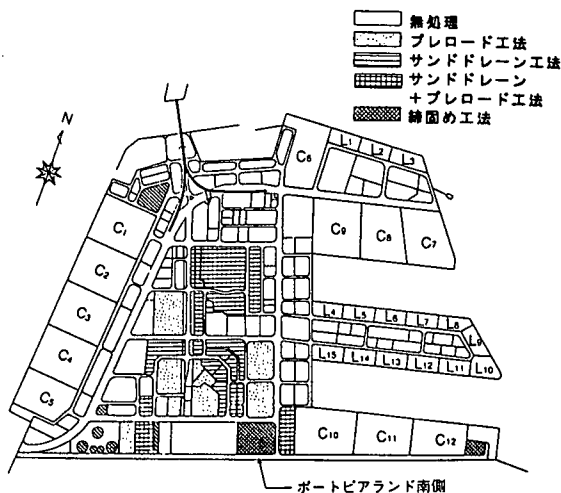 無処理
プレロード工法
サンドドレーン工法
サンドドレーン
+プレロード工法
締固め工法
N
L1 L2 L3
C6
C1
C9 C8 C7
C2
C3
L4 L5 L6 L7 L8
L9
C4
L15 L14 L13 L12 L11 L10
C5
C10 C11 C12
ポートピアランド南側